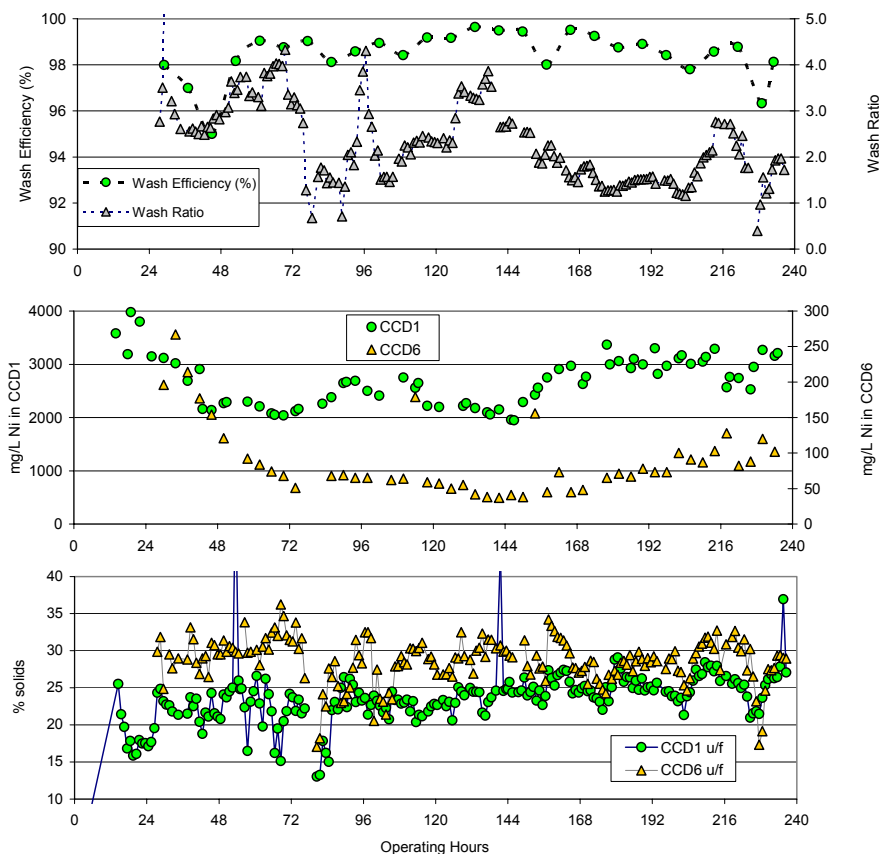 100
98
96
94
92
90
Wash Efficiency (%)
5.0
4.0
3.0
2.0
1.0
0.0
Wash Ratio
Wash Efficiency (%)
Wash Ratio
0 24 48 72 96 120 144 168 192 216 240
4000
3000
2000
1000
0
mg/L Ni in CCD1
300
250
200
150
100
50
0
mg/L Ni in CCD6
CCD1
CCD6
0 24 48 72 96 120 144 168 192 216 240
40
35
30
25
20
15
10
% solids
CCD1 u/f
CCD6 u/f
0 24 48 72 96 120 144 168 192 216 240
Operating Hours